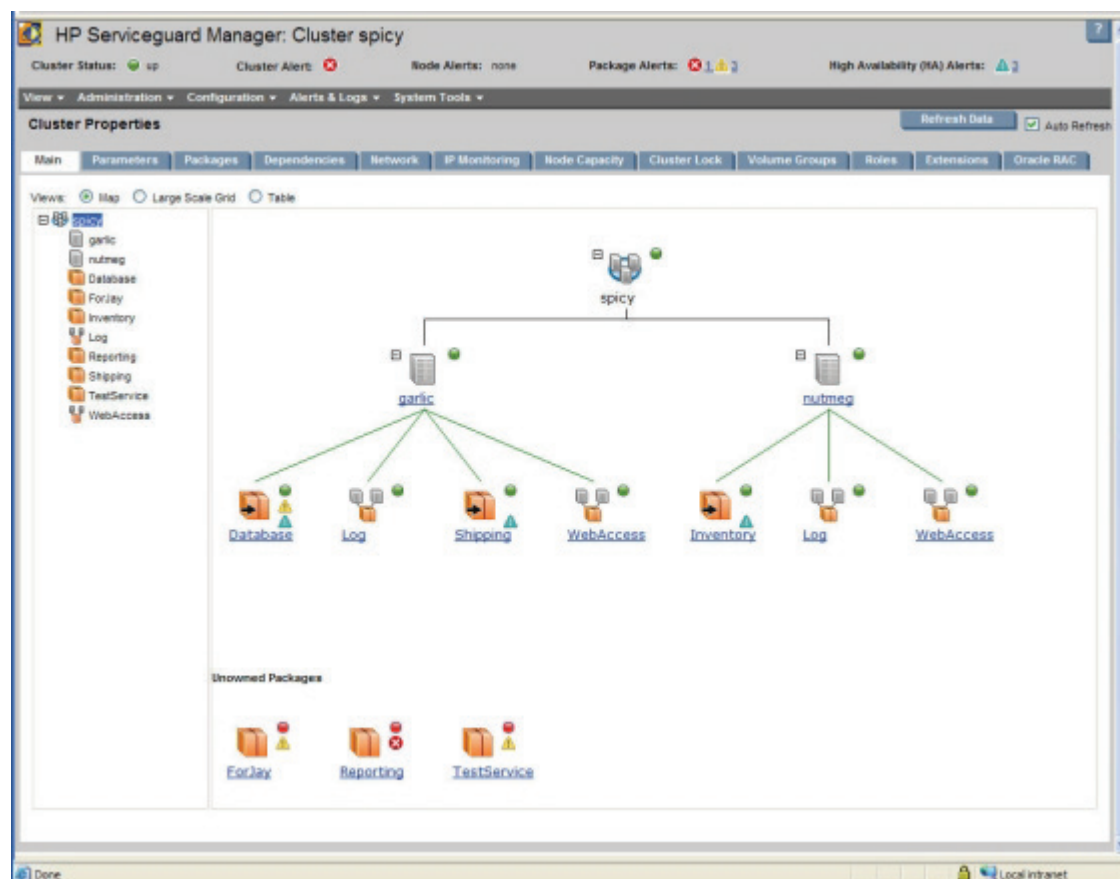 HP Serviceguard Manager: Cluster spicy
?
Cluster Status: up Cluster Alert: Node Alerts: none Package Alerts: 1 3 High Availability (HA) Alerts: 3
View Administration Configuration Alerts & Logs System Tools
Cluster Properties Refresh Data Auto Refresh
Main Parameters Packages Dependencies Network IP Monitoring Node Capacity Cluster Lock Volume Groups Roles Extensions Oracle RAC
Views: Map Large Scale Grid Table
spicy
garlic
nutmeg
Database
ForJay
Inventory
Log
Reporting
Shipping
TestService
WebAccess
spicy
garlic nutmeg
Database Log Shipping WebAccess Inventory Log WebAccess
Unowned Packages
ForJay Reporting TestService
Done Local intranet